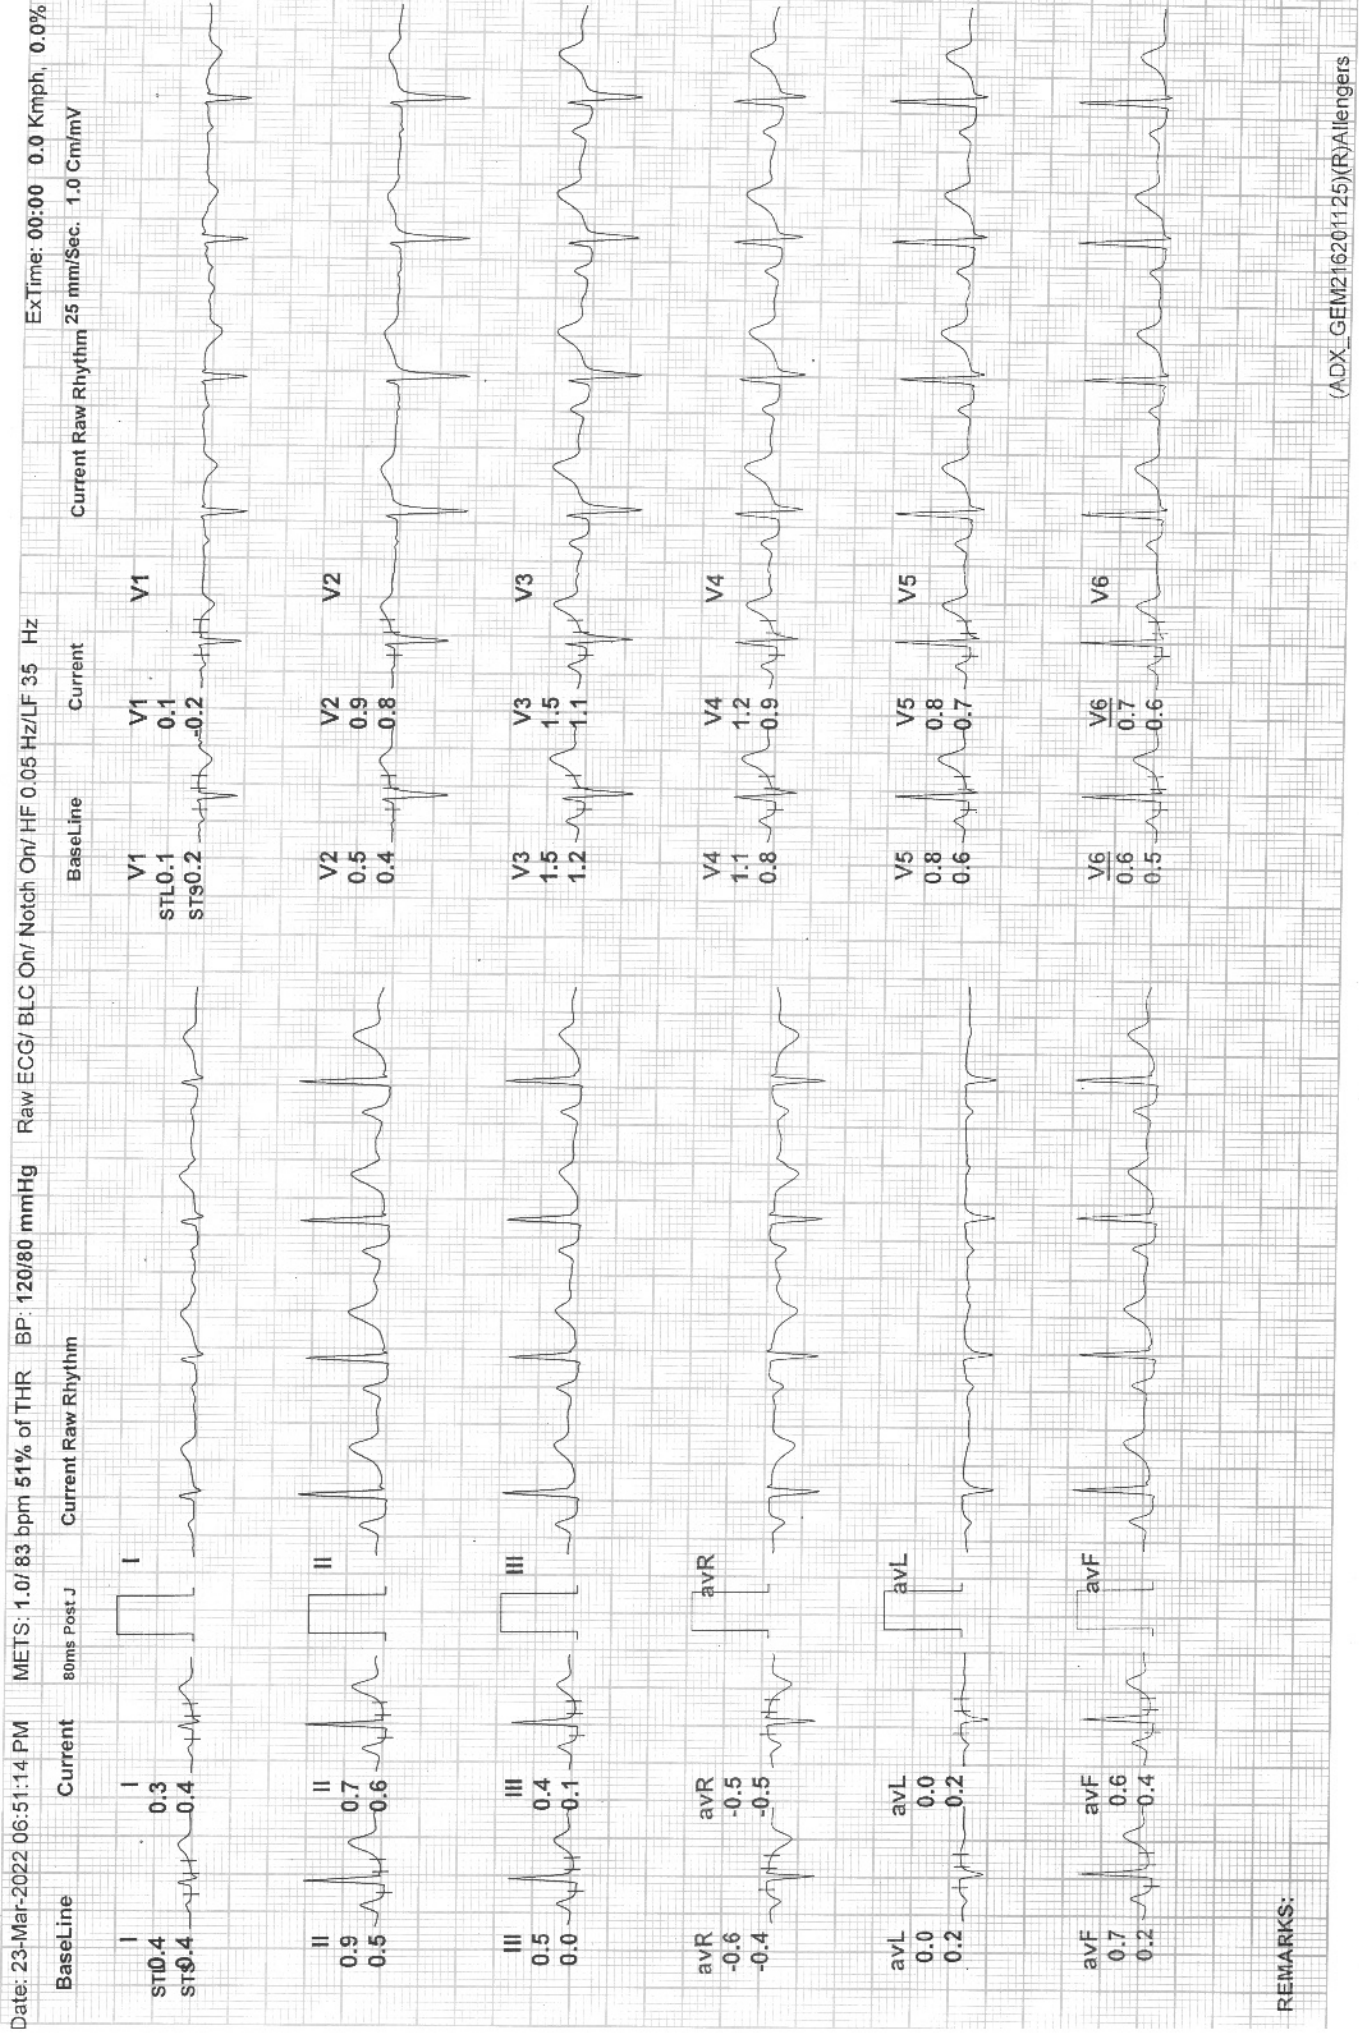 Date: 23-Mar-2022 06:51:14 PM METS: 1.0/ 83 bpm 51% of THR BP: 120/80 mmHg Raw ECG/ BLC On/ Notch On/ HF 0.05 Hz/LF 35 Hz
ExTime: 00:00 0.0 Kmph, 0.0%
BaseLine Current 80ms Post J Current Raw Rhythm BaseLine Current Current Raw Rhythm 25 mm/Sec. 1.0 Cm/mV
I I I V1 V1 V1
0.4 0.3 STL0.1 0.1
0.4 0.4 0.2 -0.2
II II II V2 V2 V2
0.9 0.7 0.5 0.9
0.5 0.6 0.4 0.8
III III III V3 V3 V3
0.5 0.4 1.5 1.5
0.0 0.1 1.2 1.1
avR avR avR V4 V4 V4
-0.6 -0.5 1.1 1.2
-0.4 -0.5 0.8 0.9
avL avL avL V5 V5 V5
0.0 0.0 0.8 0.8
0.2 0.2 0.6 0.7
avF avF avF V6 V6 V6
0.7 0.6 0.6 0.7
0.2 0.4 0.5 0.6
REMARKS:
(ADX_GEM216201125)(R)Allengers